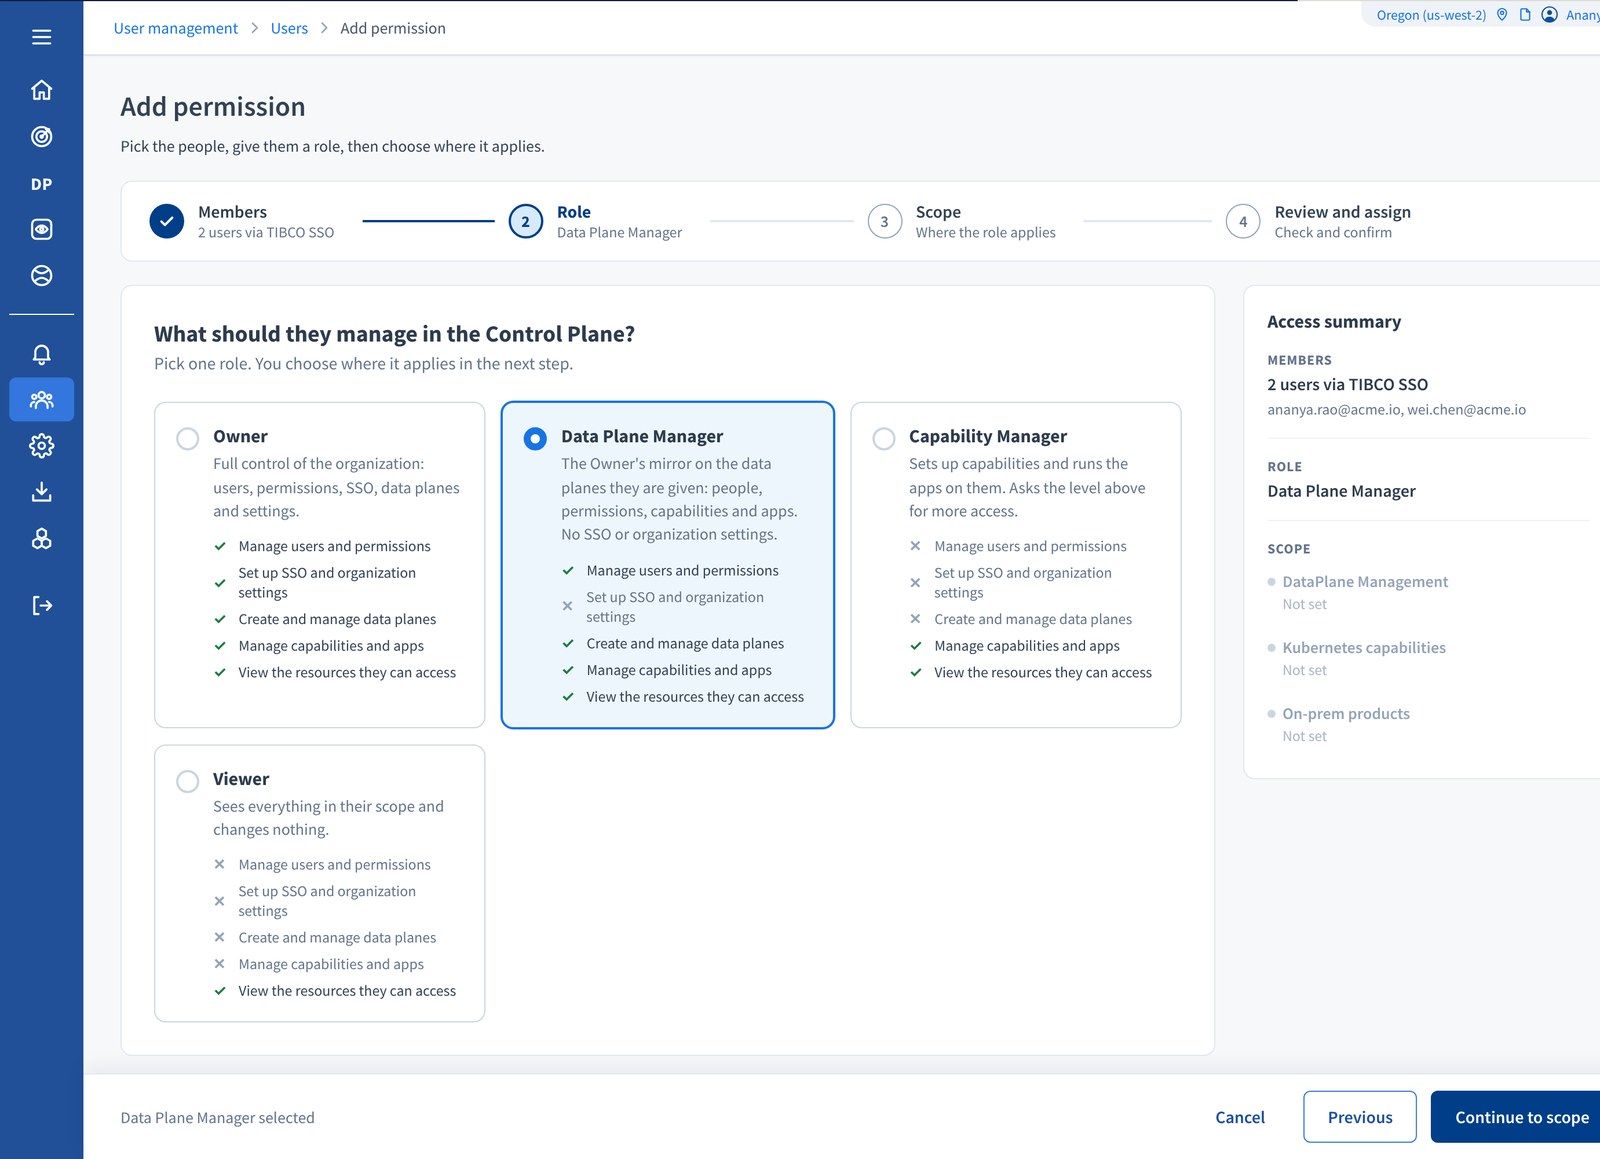 User management > Users > Add permission
Oregon (us-west-2)
Add permission
Pick the people, give them a role, then choose where it applies.
DP
Members
2 users via TIBCO SSO
2
Role
Data Plane Manager
3
Scope
Where the role applies
4
Review and assign
Check and confirm
What should they manage in the Control Plane?
Pick one role. You choose where it applies in the next step.
Owner
Full control of the organization:
users, permissions, SSO, data planes
and settings.
Manage users and permissions
Set up SSO and organization
settings
Create and manage data planes
Manage capabilities and apps
View the resources they can access
Data Plane Manager
The Owner's mirror on the data
planes they are given: people,
permissions, capabilities and apps.
No SSO or organization settings.
Manage users and permissions
Set up SSO and organization
settings
Create and manage data planes
Manage capabilities and apps
View the resources they can access
Capability Manager
Sets up capabilities and runs the
apps on them. Asks the level above
for more access.
Manage users and permissions
Set up SSO and organization
settings
Create and manage data planes
Manage capabilities and apps
View the resources they can access
Viewer
Sees everything in their scope and
changes nothing.
Manage users and permissions
Set up SSO and organization
settings
Create and manage data planes
Manage capabilities and apps
View the resources they can access
Access summary
MEMBERS
2 users via TIBCO SSO
ananya.rao@acme.io, wei.chen@acme.io
ROLE
Data Plane Manager
SCOPE
DataPlane Management
Not set
Kubernetes capabilities
Not set
On-prem products
Not set
Data Plane Manager selected
Cancel
Previous
Continue to scope